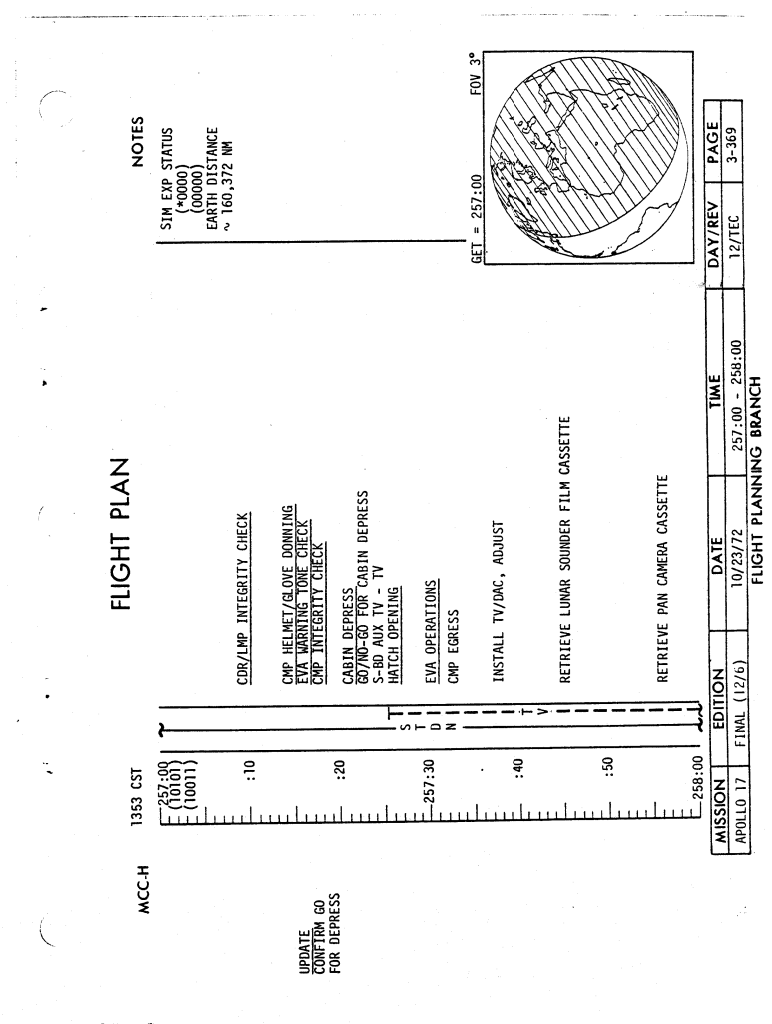 FLIGHT PLAN
MCC-H
1353 CST
NOTES
257:00
(10101)
(10011)
:10
:20
257:30
:40
:50
258:00
UPDATE
CONFIRM GO
FOR DEPRESS
S
T
D
N
T
V
CDR/LMP INTEGRITY CHECK
CMP HELMET/GLOVE DONNING
EVA WARNING TONE CHECK
CMP INTEGRITY CHECK
CABIN DEPRESS
GO/NO-GO FOR CABIN DEPRESS
S-BD AUX TV - TV
HATCH OPENING
EVA OPERATIONS
CMP EGRESS
INSTALL TV/DAC, ADJUST
RETRIEVE LUNAR SOUNDER FILM CASSETTE
RETRIEVE PAN CAMERA CASSETTE
SIM EXP STATUS
(*0000)
(00000)
EARTH DISTANCE
~ 160,372 NM
GET = 257:00 FOV 3°
MISSION EDITION DATE TIME DAY/REV PAGE
APOLLO 17 FINAL (12/6) 10/23/72 257:00 - 258:00 12/TEC 3-369
FLIGHT PLANNING BRANCH